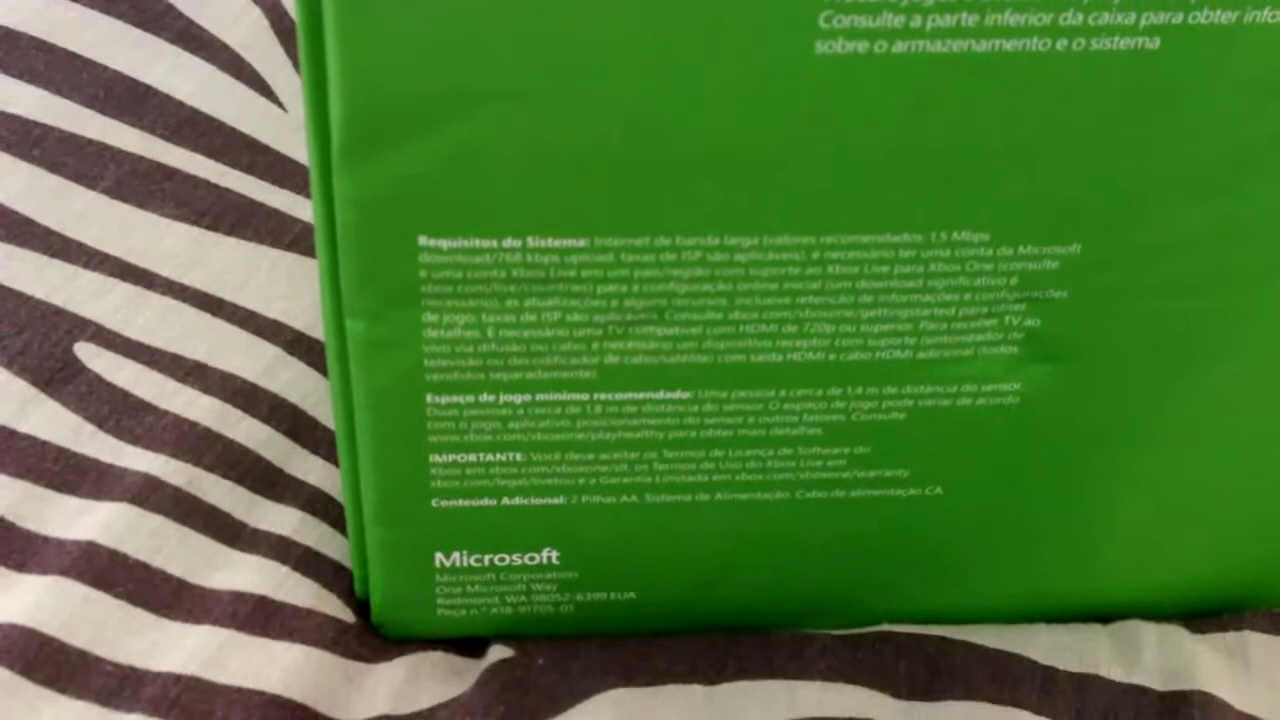 Consulte a parte inferior da caixa para obter info
sobre o armazenamento e o sistema
Requisitos do Sistema: Internet de banda larga (valores recomendados: 1.5 Mbps
download/768 kbps upload, taxas de ISP são aplicáveis), é necessário ter uma conta da Microsoft
e uma conta Xbox Live em um país/região com suporte ao Xbox Live para Xbox One (consulte
xbox.com/live/countries) para a configuração online inicial (um download significativo é
necessário), as atualizações e alguns recursos, inclusive retenção de informações e configurações
de jogo; taxas de ISP são aplicáveis. Consulte xbox.com/xboxone/gettingstarted para obter
detalhes. É necessário uma TV compatível com HDMI de 720p ou superior. Para receber TV ao
vivo via difusão ou cabo, é necessário um dispositivo receptor com suporte (sintonizador de
televisão ou decodificador de cabo/satélite) com saída HDMI e cabo HDMI adicional (todos
vendidos separadamente).
Espaço de jogo mínimo recomendado: Uma pessoa a cerca de 1,4 m de distância do sensor.
Duas pessoas a cerca de 1,8 m de distância do sensor. O espaço de jogo pode variar de acordo
com o jogo, aplicativo, posicionamento do sensor e outros fatores. Consulte
www.xbox.com/xboxone/playhealthy para obter mais detalhes.
IMPORTANTE: Você deve aceitar os Termos de Licença de Software do
Xbox em xbox.com/xboxone/slt, os Termos de Uso do Xbox Live em
xbox.com/legal/livetou e a Garantia Limitada em xbox.com/xboxone/warranty.
Conteúdo Adicional: 2 Pilhas AA. Sistema de Alimentação. Cabo de alimentação CA
Microsoft
Microsoft Corporation
One Microsoft Way
Redmond, WA 98052-6399 EUA
Peça n.º X18-91705-01